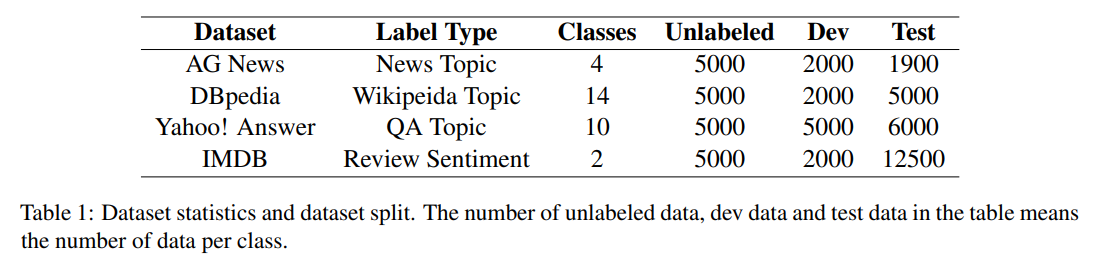 Dataset Label Type Classes Unlabeled Dev Test
AG News News Topic 4 5000 2000 1900
DBpedia Wikipeida Topic 14 5000 2000 5000
Yahoo! Answer QA Topic 10 5000 5000 6000
IMDB Review Sentiment 2 5000 2000 12500
Table 1: Dataset statistics and dataset split. The number of unlabeled data, dev data and test data in the table means
the number of data per class.